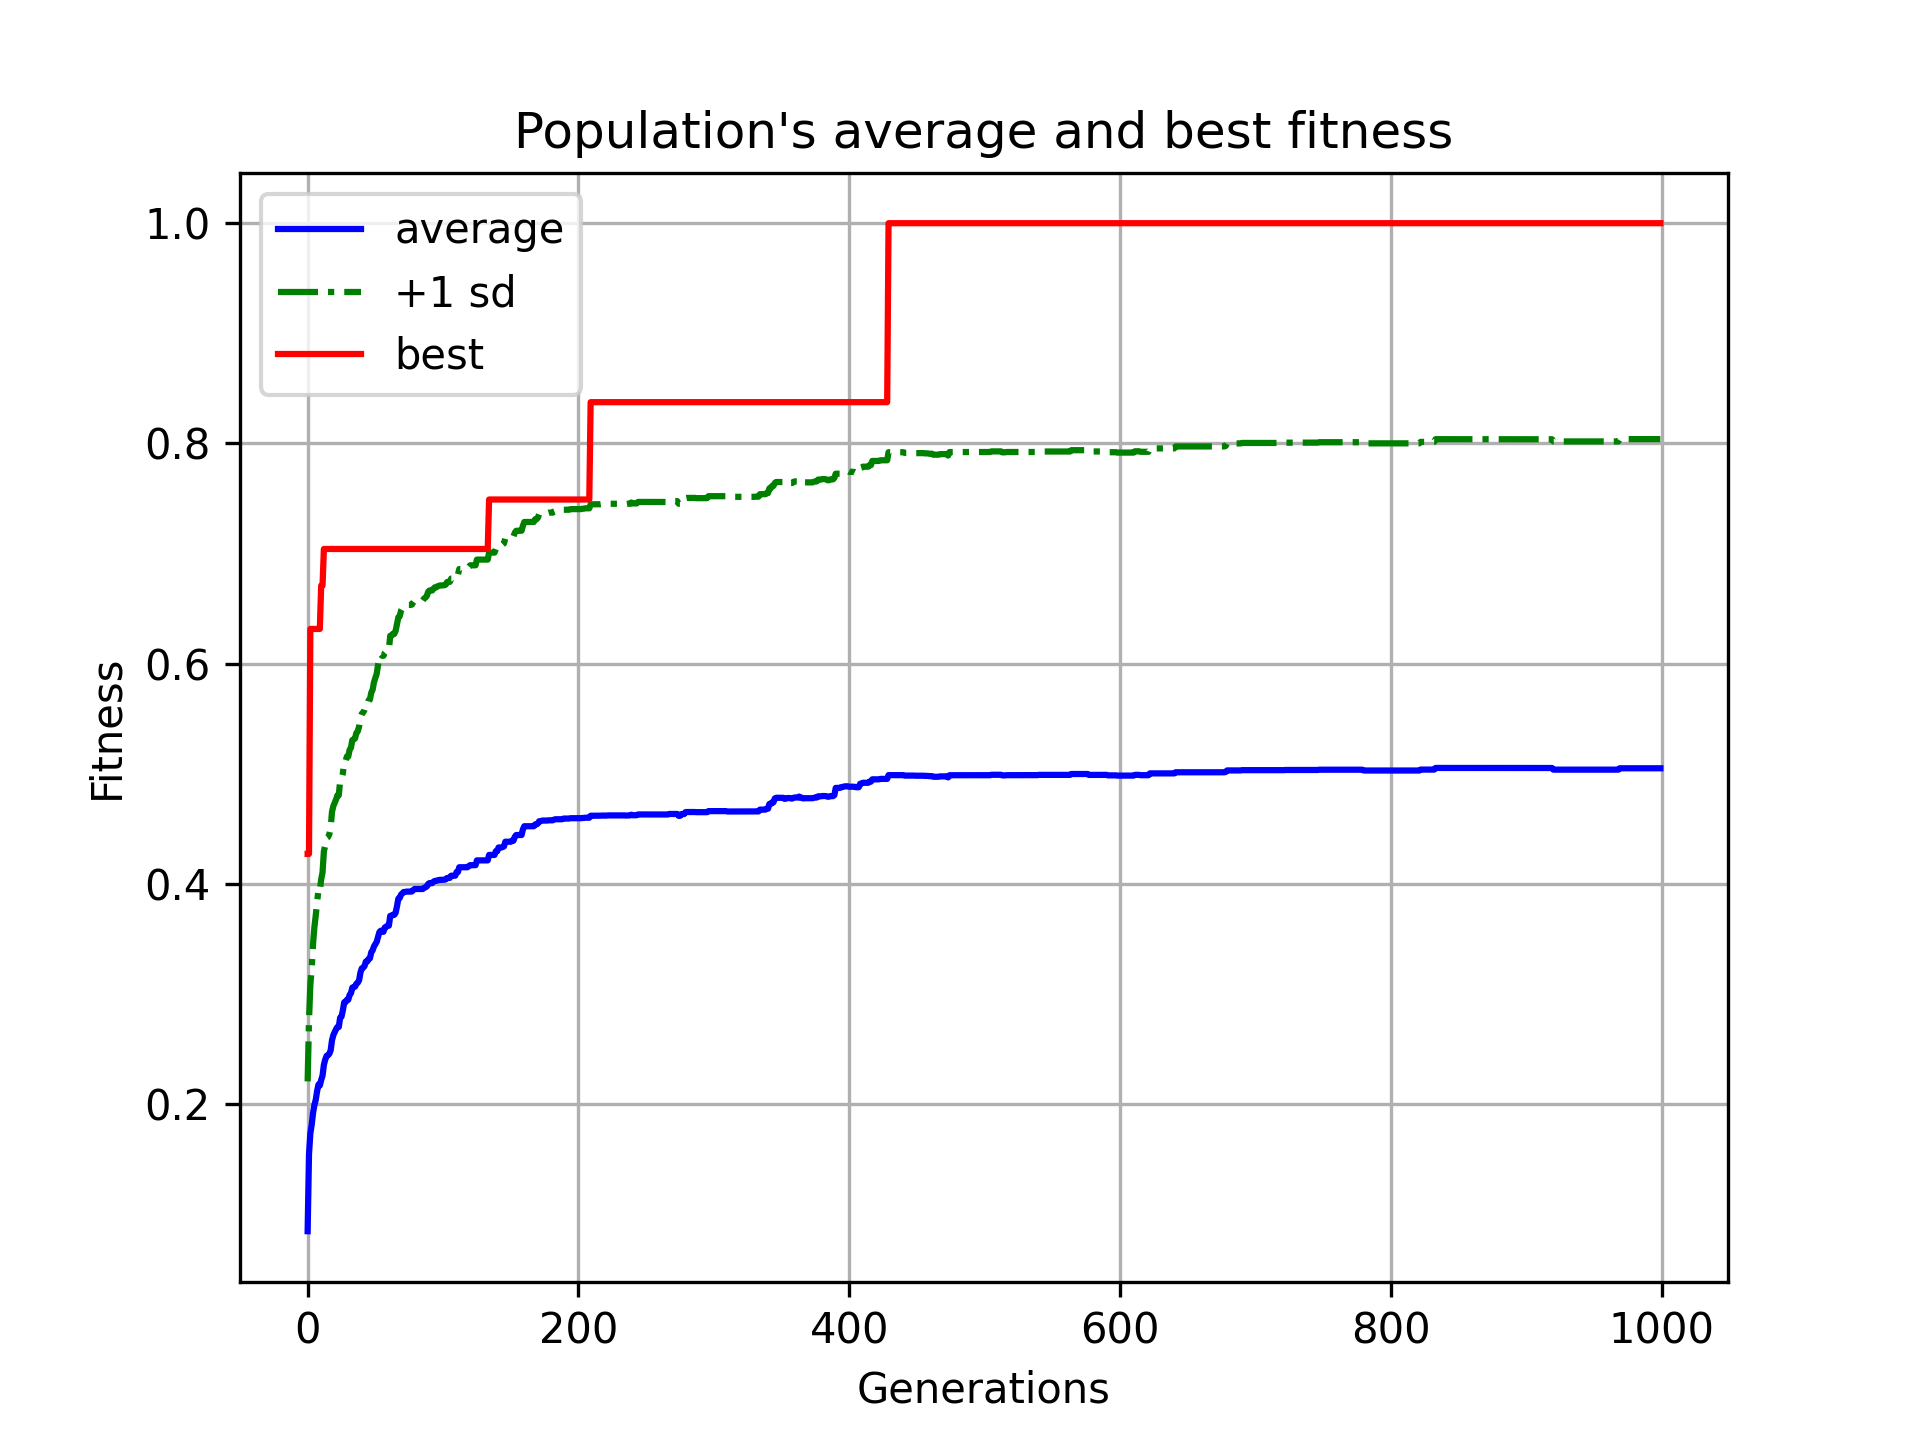 Population's average and best fitness
average
+1 sd
best
1.0
0.8
0.6
0.4
0.2
Fitness
0 200 400 600 800 1000
Generations